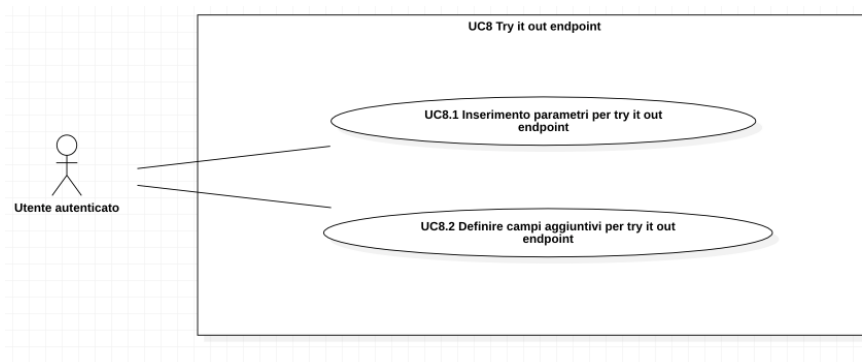 UC8 Try it out endpoint
UC8.1 Inserimento parametri per try it out
endpoint
Utente autenticato
UC8.2 Definire campi aggiuntivi per try it out
endpoint